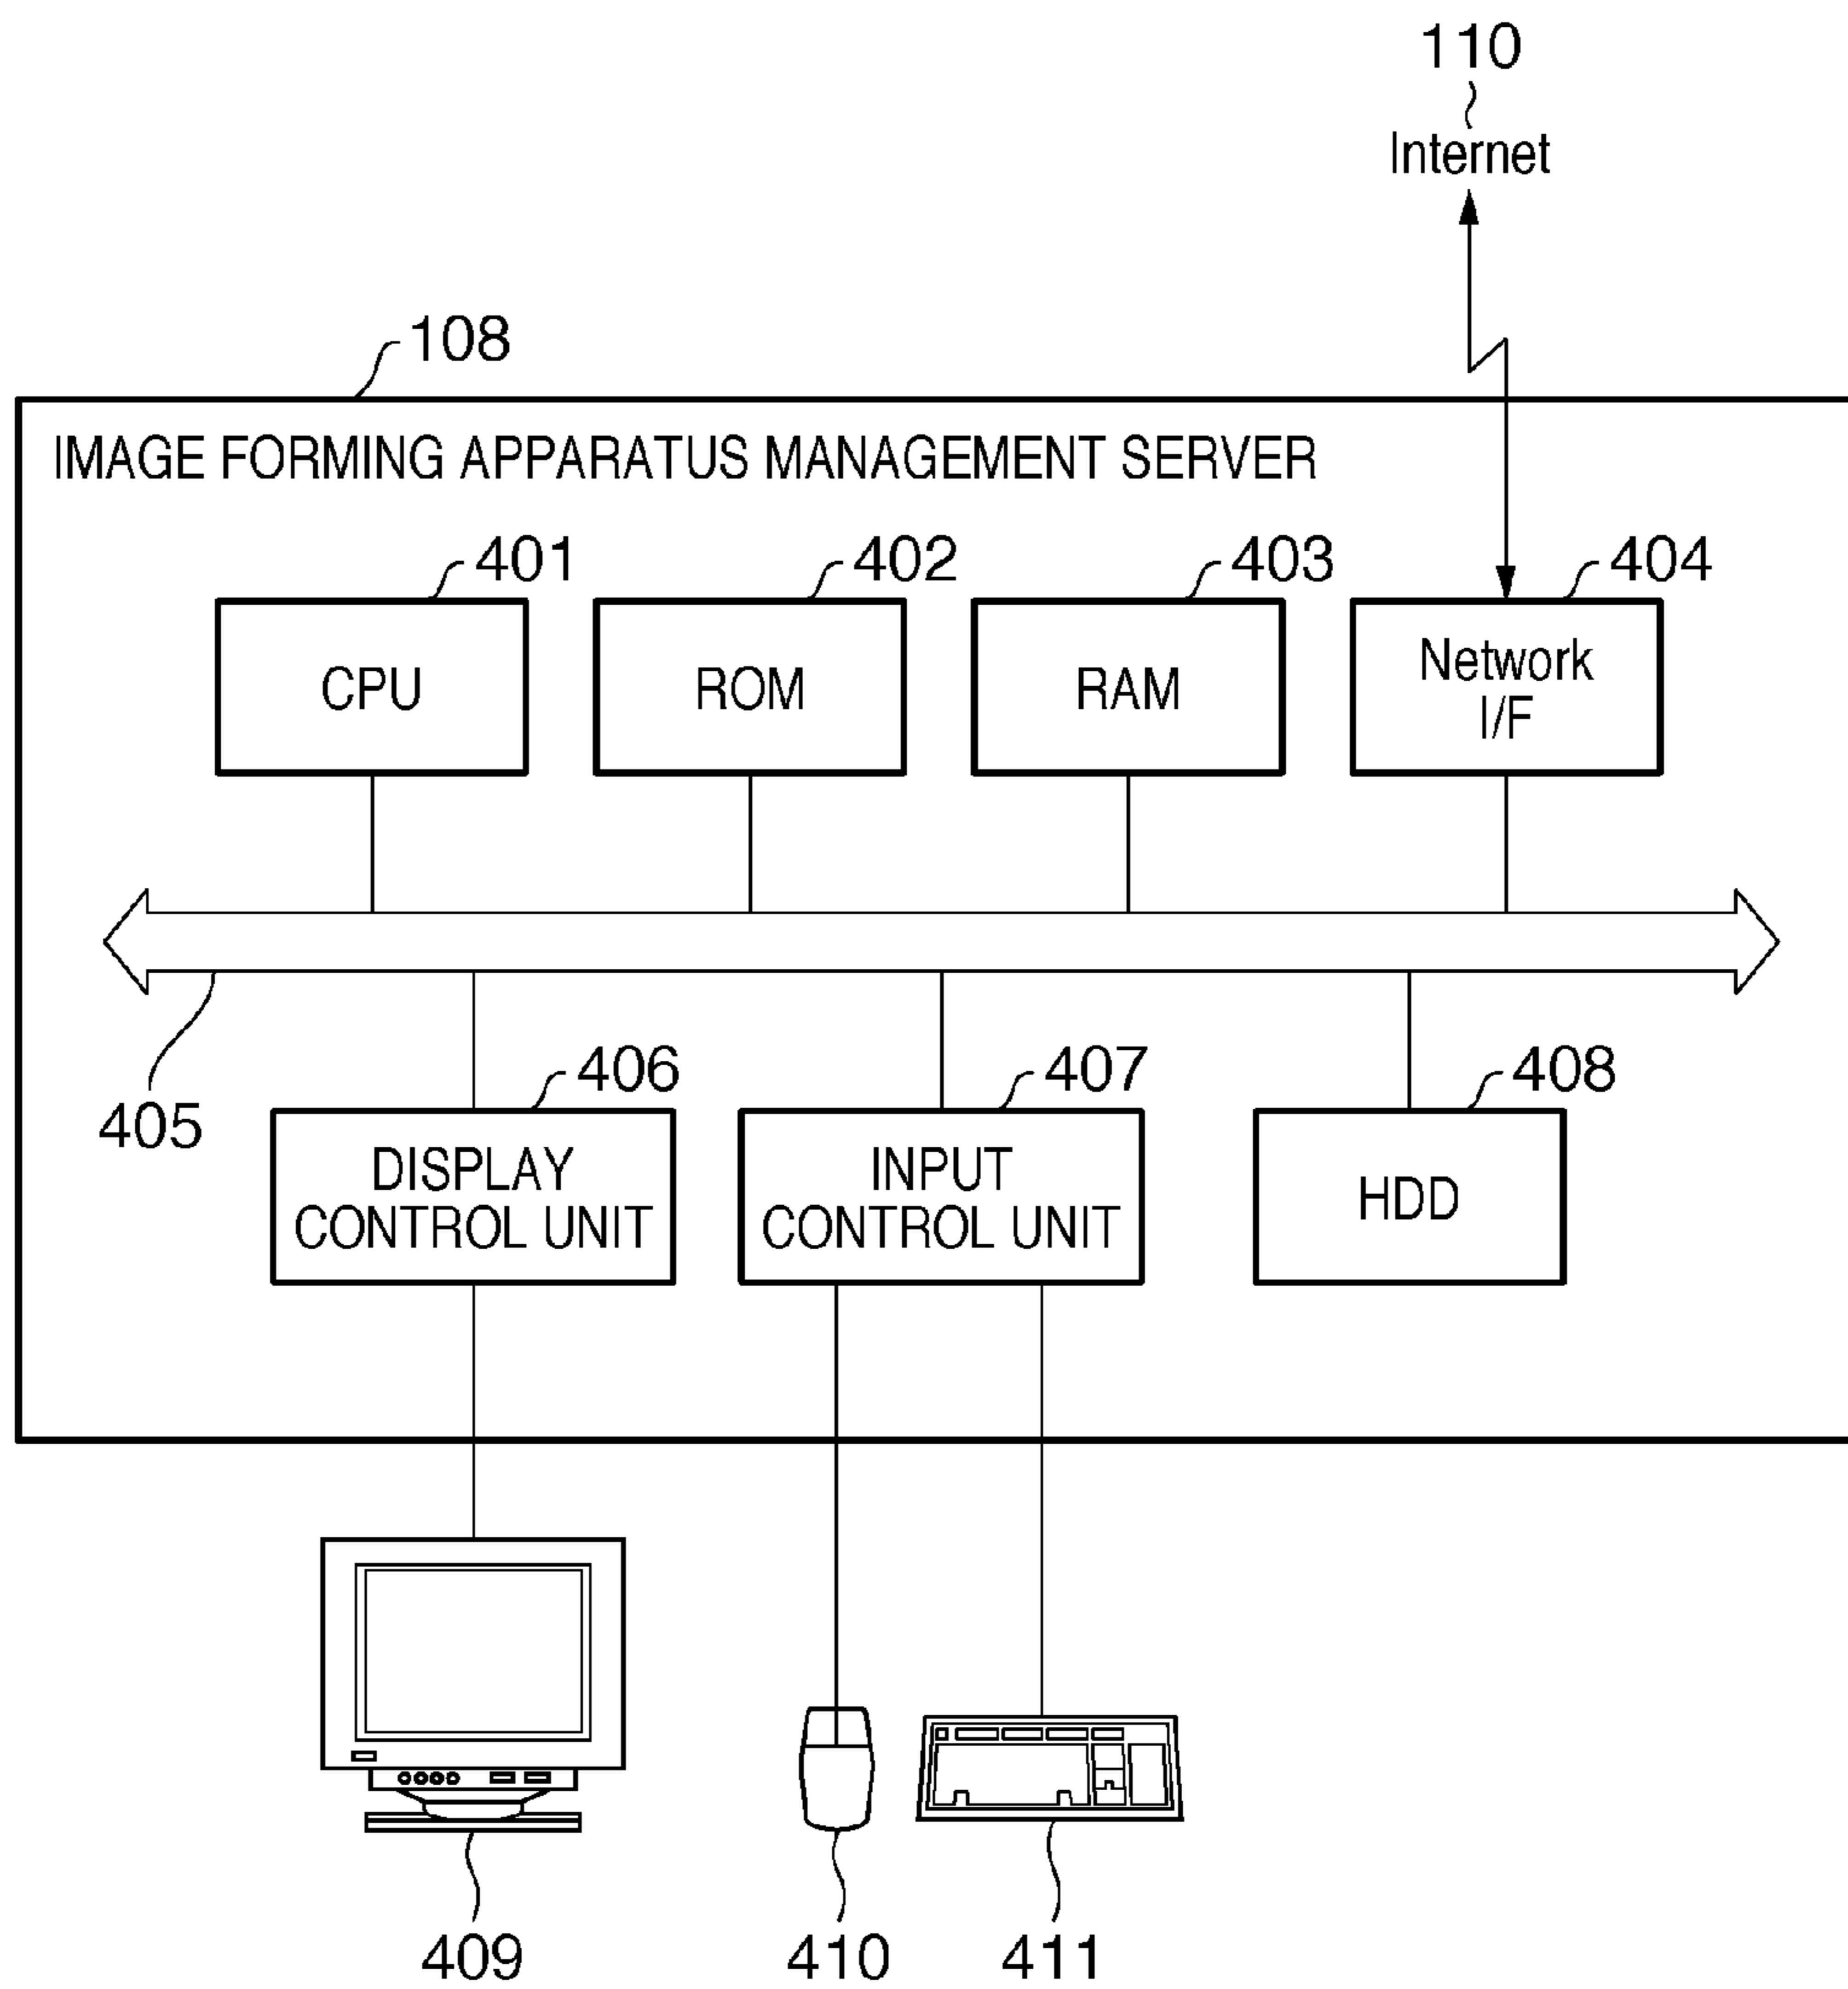 110
Internet
108
IMAGE FORMING APPARATUS MANAGEMENT SERVER
401
402
403
404
CPU
ROM
RAM
Network
I/F
405
406
407
408
DISPLAY
CONTROL UNIT
INPUT
CONTROL UNIT
HDD
409
410
411